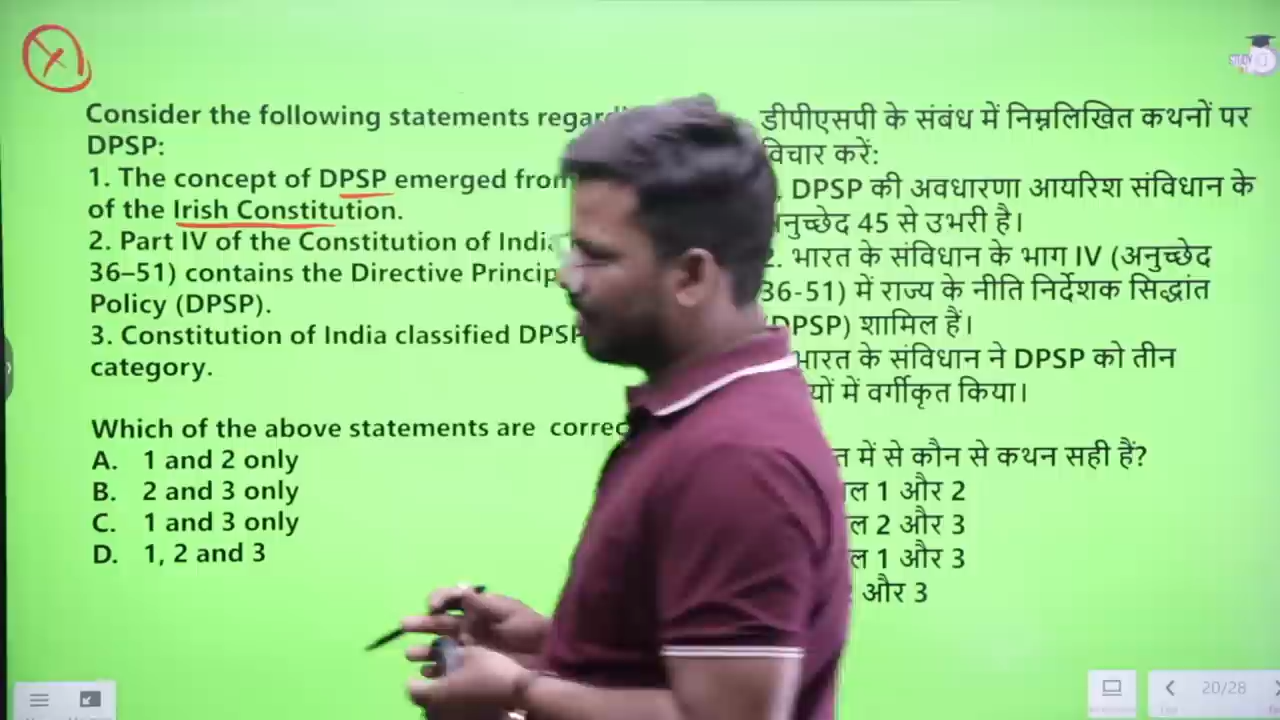 Consider the following statements
DPSP:
1. The concept of DPSP emerged from
of the Irish Constitution.
2. Part IV of the Constitution of India
36–51) contains the Directive
Policy (DPSP).
3. Constitution of India classified DPSP
category.
Which of the above statements are
A. 1 and 2 only
B. 2 and 3 only
C. 1 and 3 only
D. 1, 2 and 3
डीपीएसपी के संबंध में निम्नलिखित कथनों पर
विचार करें:
DPSP की अवधारणा आयरिश संविधान के
अनुच्छेद 45 से उभरी है।
2. भारत के संविधान के भाग IV (अनुच्छेद
36-51) में राज्य के नीति निर्देशक सिद्धांत
(DPSP) शामिल हैं।
भारत के संविधान ने DPSP को तीन
में वर्गीकृत किया।
में से कौन से कथन सही हैं?
1 और 2
2 और 3
1 और 3
और 3
STUDY
20/28